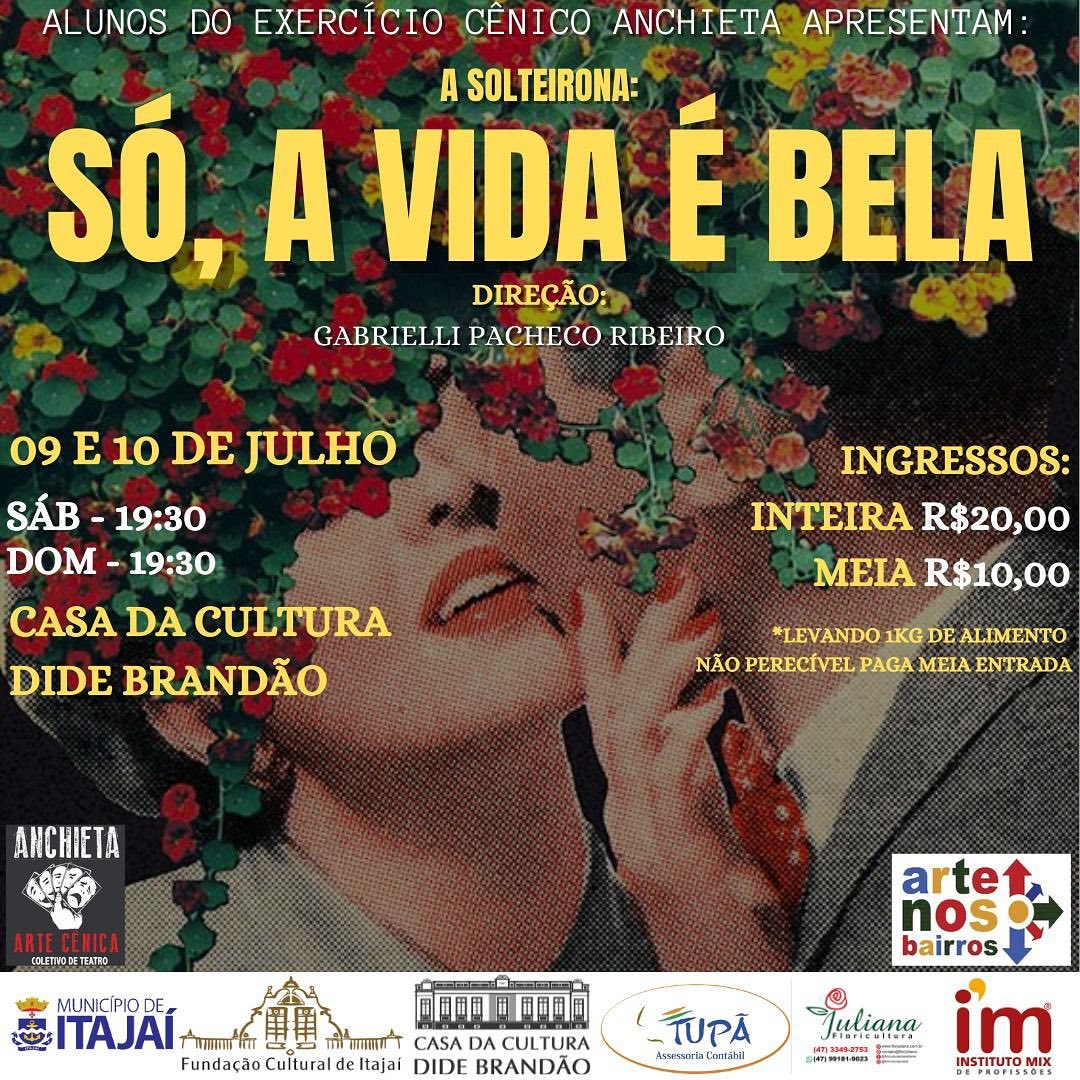 ALUNOS DO EXERCÍCIO CÊNICO ANCHIETA APRESENTAM:
A SOLTEIRONA:
SÓ, A VIDA É BELA
DIREÇÃO:
GABRIELLI PACHECO RIBEIRO
09 E 10 DE JULHO
SÁB - 19:30
DOM - 19:30
CASA DA CULTURA
DIDE BRANDÃO
INGRESSOS:
INTEIRA R$20,00
MEIA R$10,00
*LEVANDO 1KG DE ALIMENTO
NÃO PERECÍVEL PAGA MEIA ENTRADA
ANCHIETA
ARTE CÊNICA
COLETIVO DE TEATRO
arte
nos
bairros
MUNICÍPIO DE
ITAJAÍ
Fundação Cultural de Itajaí
CASA DA CULTURA
DIDE BRANDÃO
TUPÃ
Assessoria Contábil
Juliana
Floricultura
(47) 3349-2753
(47) 99181-9023
i'm
INSTITUTO MIX
DE PROFISSÕES